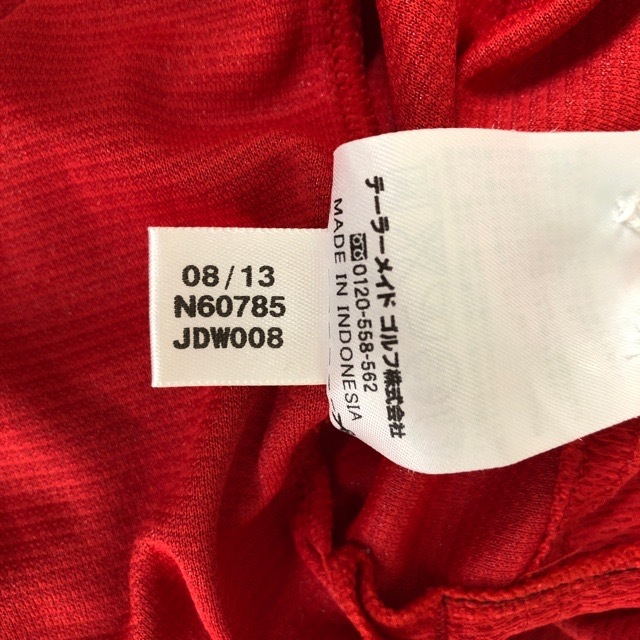 08/13
N60785
JDW008
テーラーメイド ゴルフ株式会社
0120-558-562
MADE IN INDONESIA